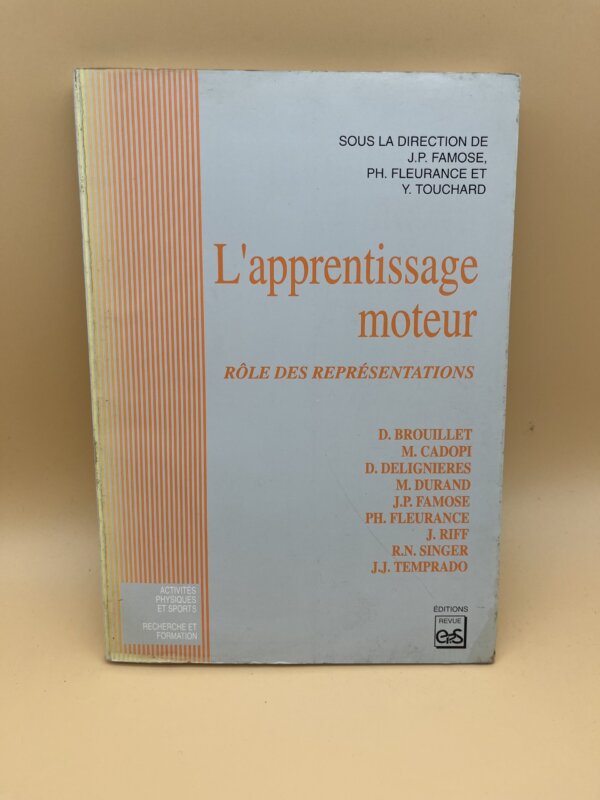 SOUS LA DIRECTION DE
J.P. FAMOSE,
PH. FLEURANCE ET
Y. TOUCHARD
L'apprentissage
moteur
RÔLE DES REPRÉSENTATIONS
D. BROUILLET
M. CADOPI
D. DELIGNIERES
M. DURAND
J.P. FAMOSE
PH. FLEURANCE
J. RIFF
R.N. SINGER
J.J. TEMPRADO
ACTIVITÉS
PHYSIQUES
ET SPORTS
RECHERCHE ET
FORMATION
ÉDITIONS
REVUE
EPS